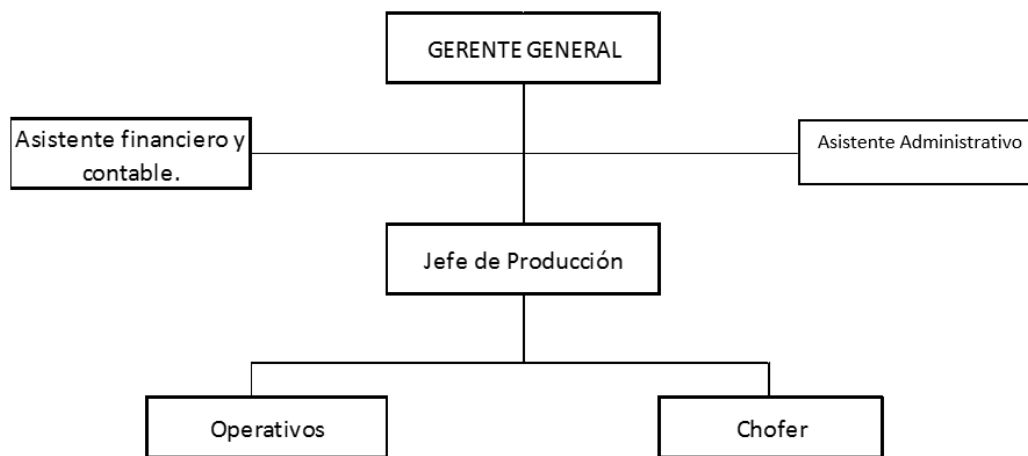 GERENTE GENERAL
Asistente financiero y
contable.
Asistente Administrativo
Jefe de Producción
Operativos
Chofer